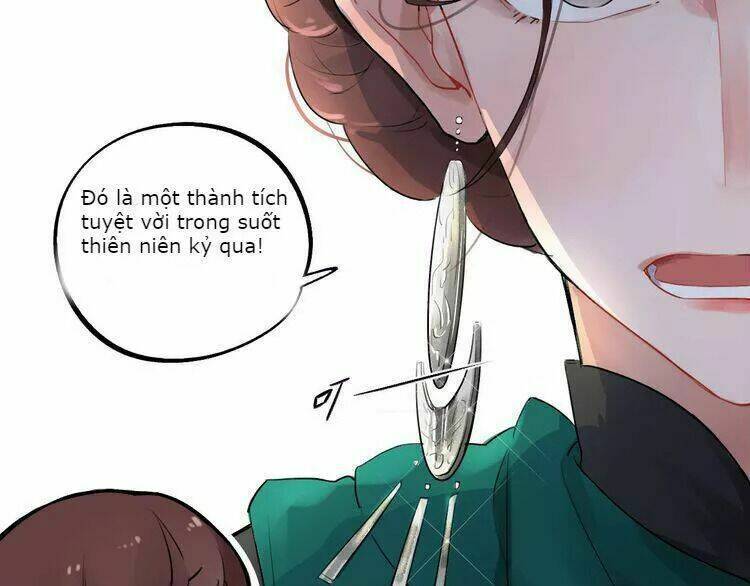 Đó là một thành tích
tuyệt vời trong suốt
thiên niên kỷ qua!
叮